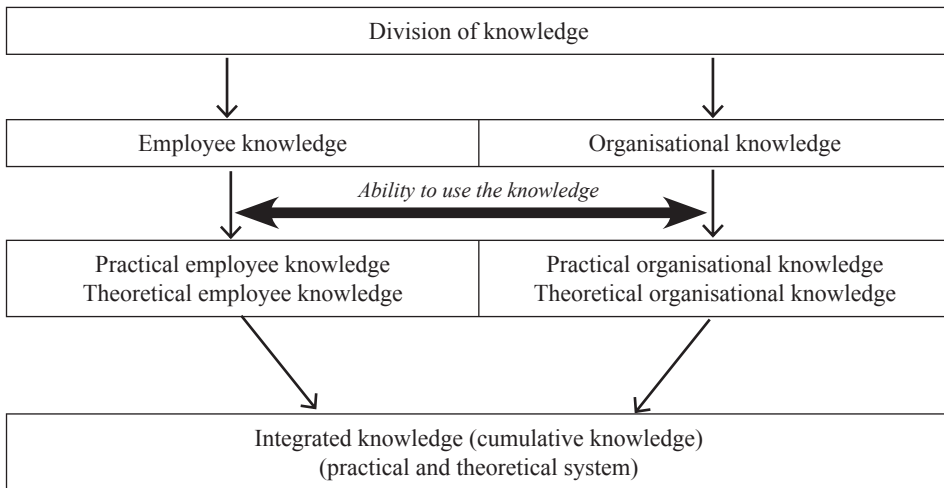 Division of knowledge
Employee knowledge
Organisational knowledge
Ability to use the knowledge
Practical employee knowledge
Theoretical employee knowledge
Practical organisational knowledge
Theoretical organisational knowledge
Integrated knowledge (cumulative knowledge)
(practical and theoretical system)